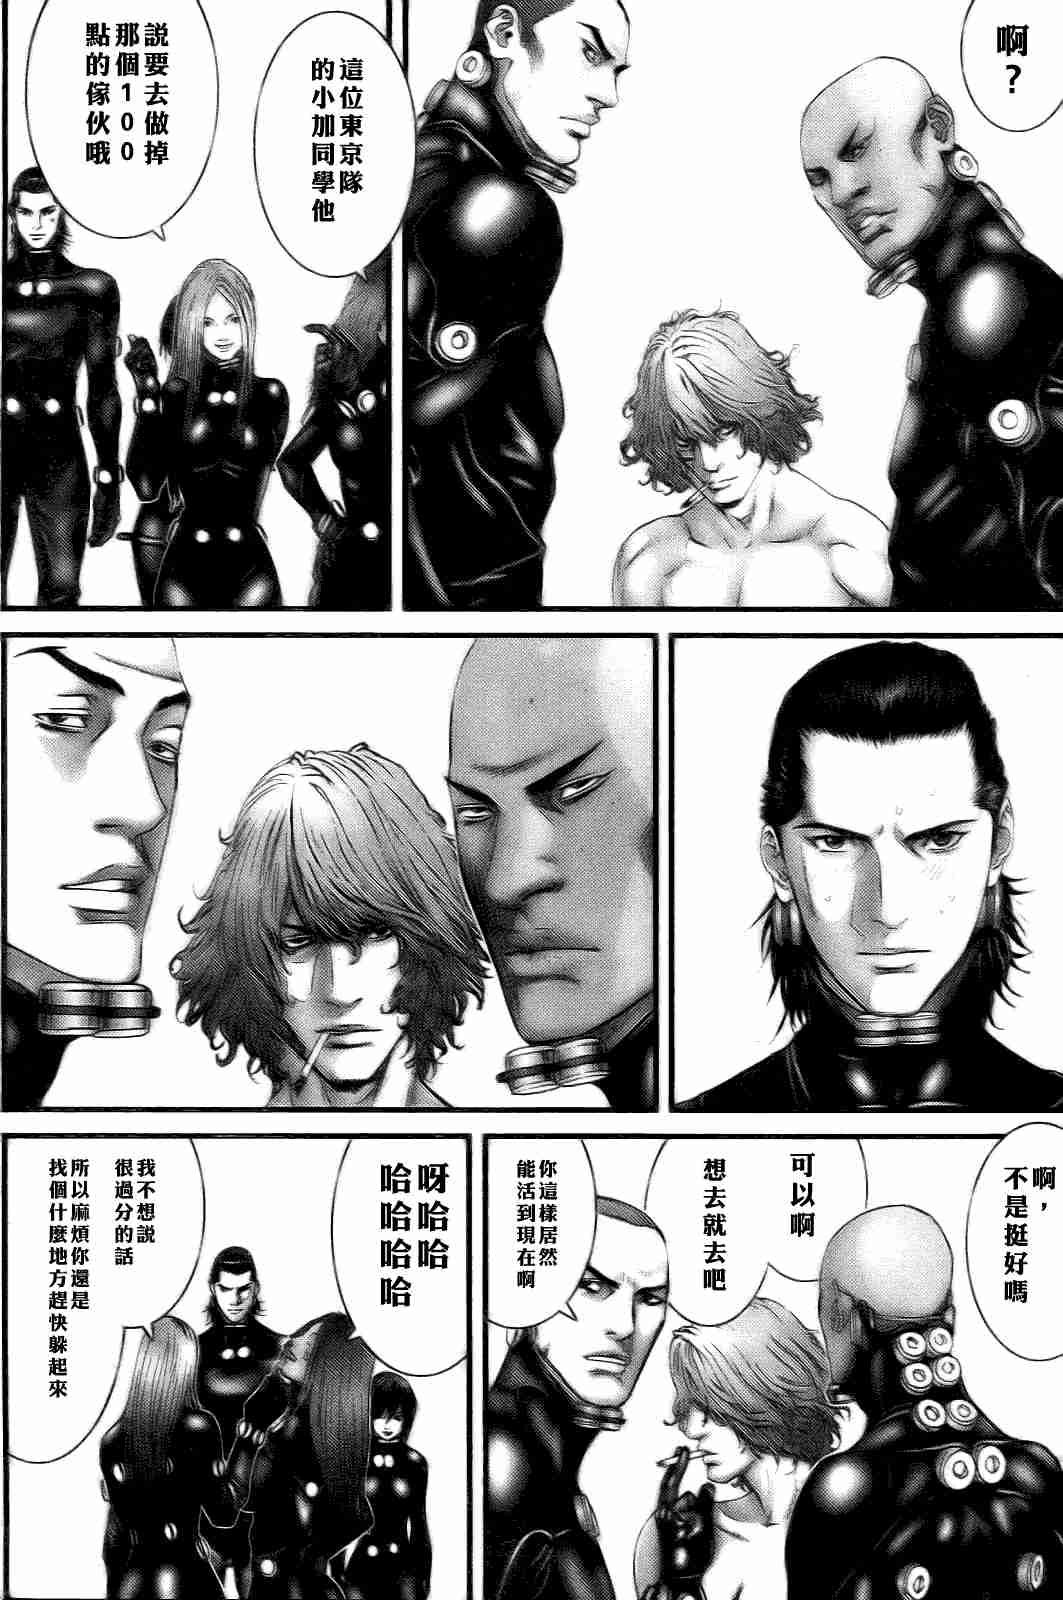 啊？
這位東京隊
的小加同學他
說要去做掉
那個100
點的傢伙哦
啊，
不是挺好嗎
可以啊
想去就去吧
你這樣居然
能活到現在啊
呀哈哈
哈哈哈哈
我不想說
很過分的話
所以麻煩你還是
找個什麼地方趕快躲起來